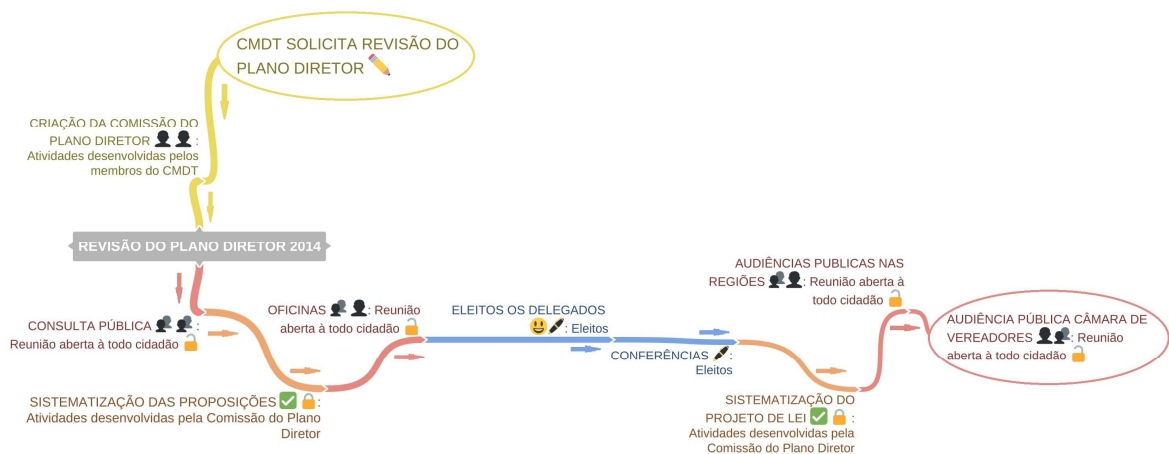 CMDT SOLICITA REVISÃO DO
PLANO DIRETOR
CRIAÇÃO DA COMISSÃO DO
PLANO DIRETOR :
Atividades desenvolvidas pelos
membros do CMDT
REVISÃO DO PLANO DIRETOR 2014
CONSULTA PÚBLICA :
Reunião aberta à todo cidadão
SISTEMATIZAÇÃO DAS PROPOSIÇÕES :
Atividades desenvolvidas pela Comissão do Plano
Diretor
OFICINAS : Reunião
aberta à todo cidadão
ELEITOS OS DELEGADOS
: Eleitos
CONFERÊNCIAS :
Eleitos
SISTEMATIZAÇÃO DO
PROJETO DE LEI :
Atividades desenvolvidas pela
Comissão do Plano Diretor
AUDIÊNCIAS PUBLICAS NAS
REGIÕES : Reunião aberta à
todo cidadão
AUDIÊNCIA PÚBLICA CÂMARA DE
VEREADORES : Reunião
aberta à todo cidadão